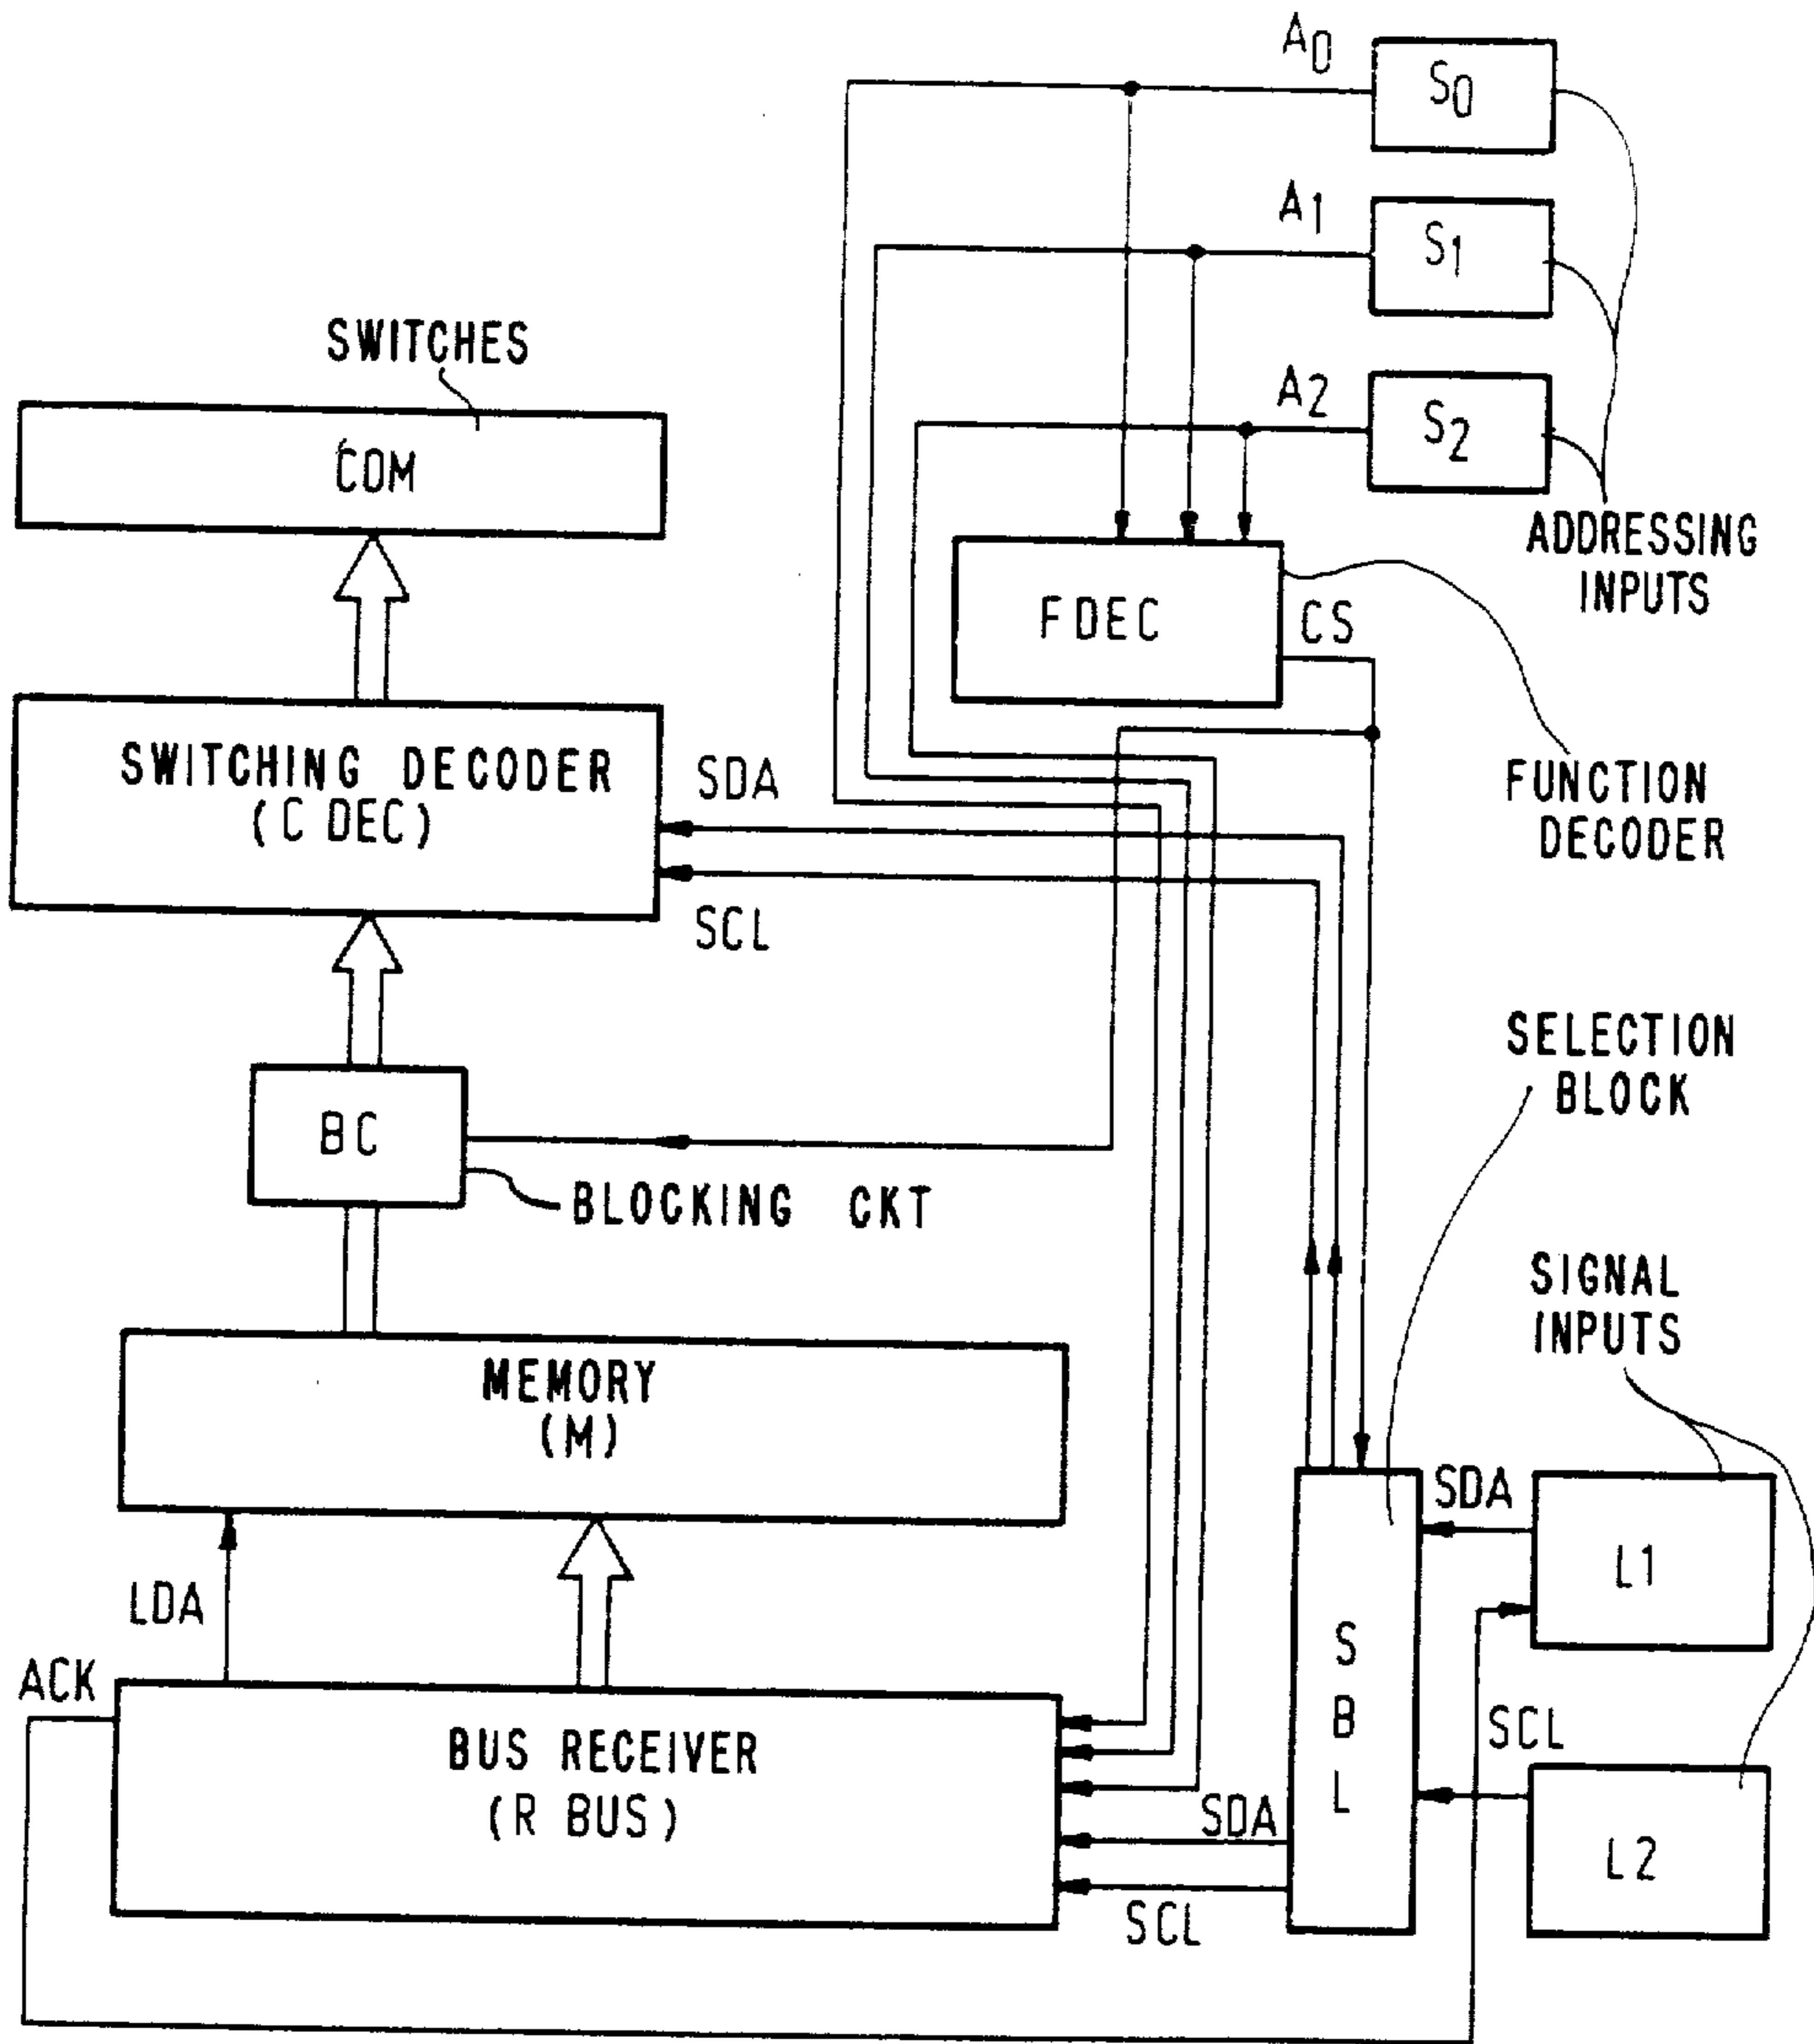 A0
S0
A1
S1
SWITCHES
A2
S2
COM
ADDRESSING
INPUTS
FDEC
CS
SWITCHING DECODER
(C DEC)
SDA
FUNCTION
DECODER
SCL
SELECTION
BLOCK
BC
BLOCKING CKT
SIGNAL
INPUTS
MEMORY
(M)
SDA
L1
LDA
S
B
L
ACK
SCL
BUS RECEIVER
(R BUS)
SDA
L2
SCL